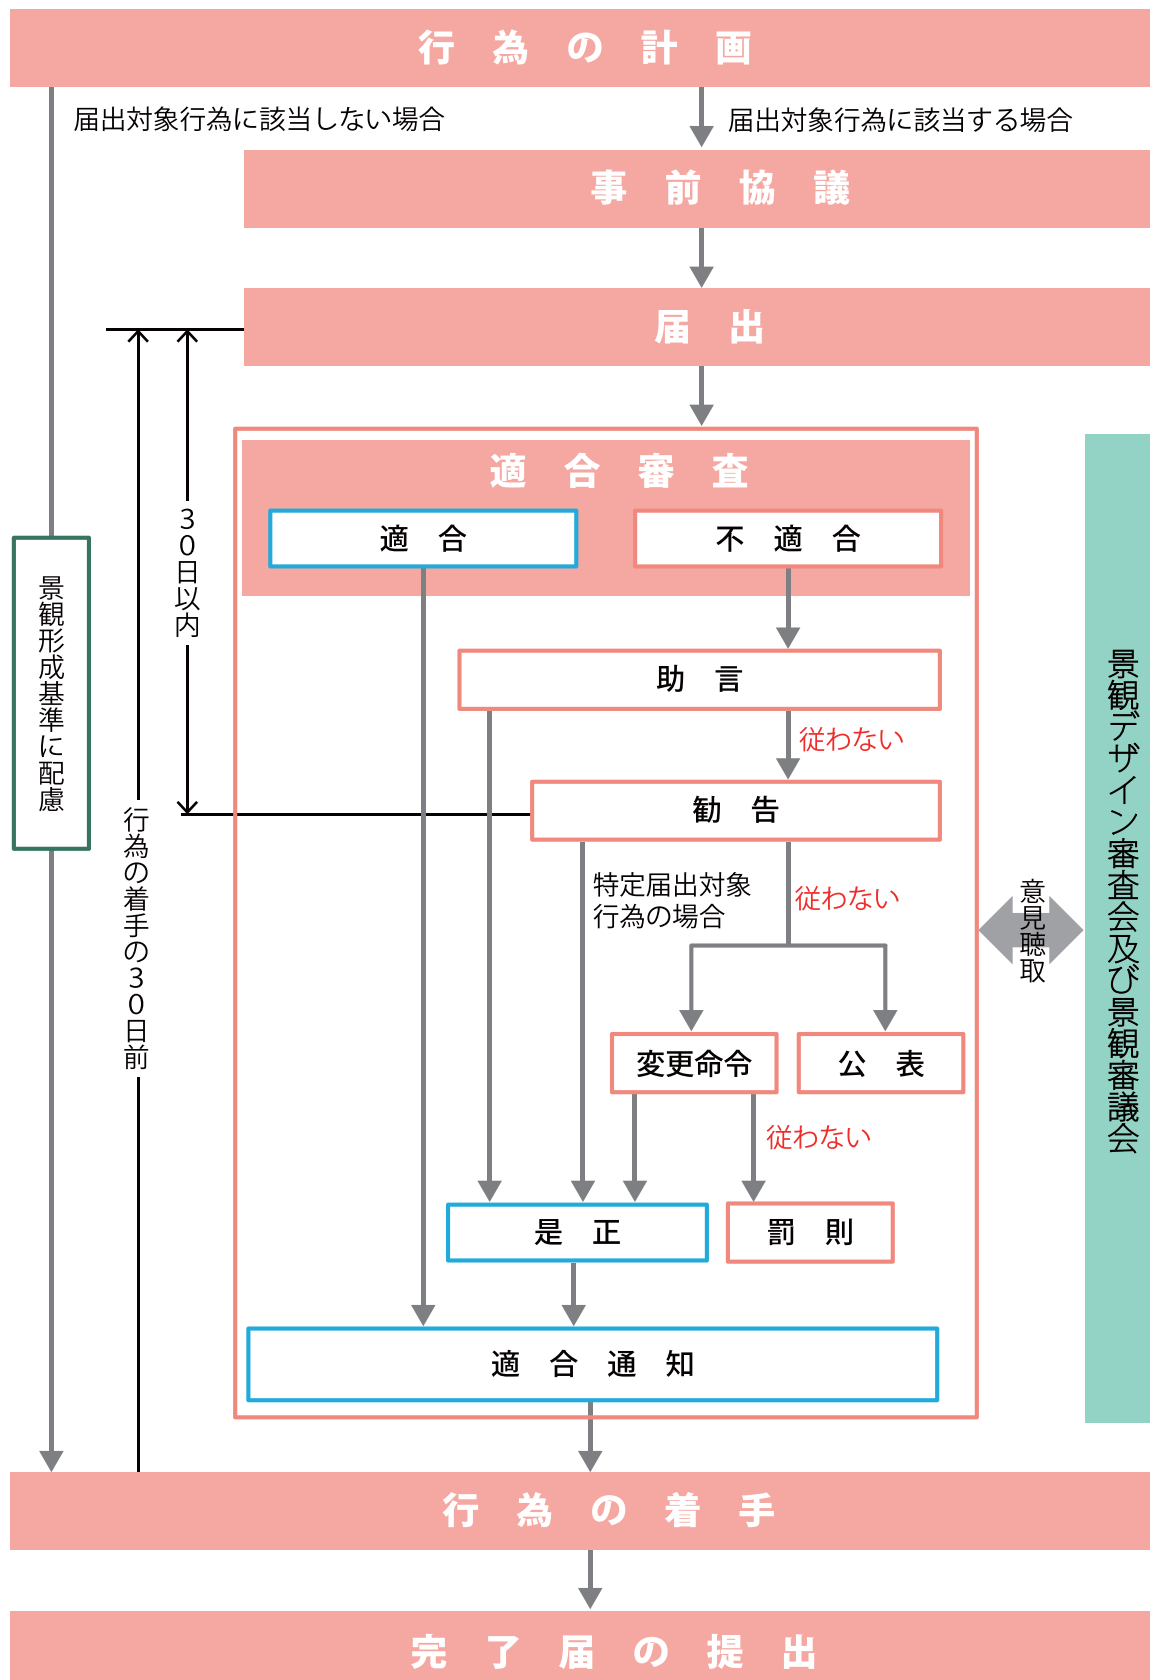 行為の計画
届出対象行為に該当しない場合
届出対象行為に該当する場合
事前協議
届出
適合審査
適合
不適合
30日以内
景観形成基準に配慮
助言
従わない
勧告
行為の着手の30日前
特定届出対象
行為の場合
従わない
意見聴取
景観デザイン審査会及び景観審議会
変更命令
公表
従わない
是正
罰則
適合通知
行為の着手
完了届の提出